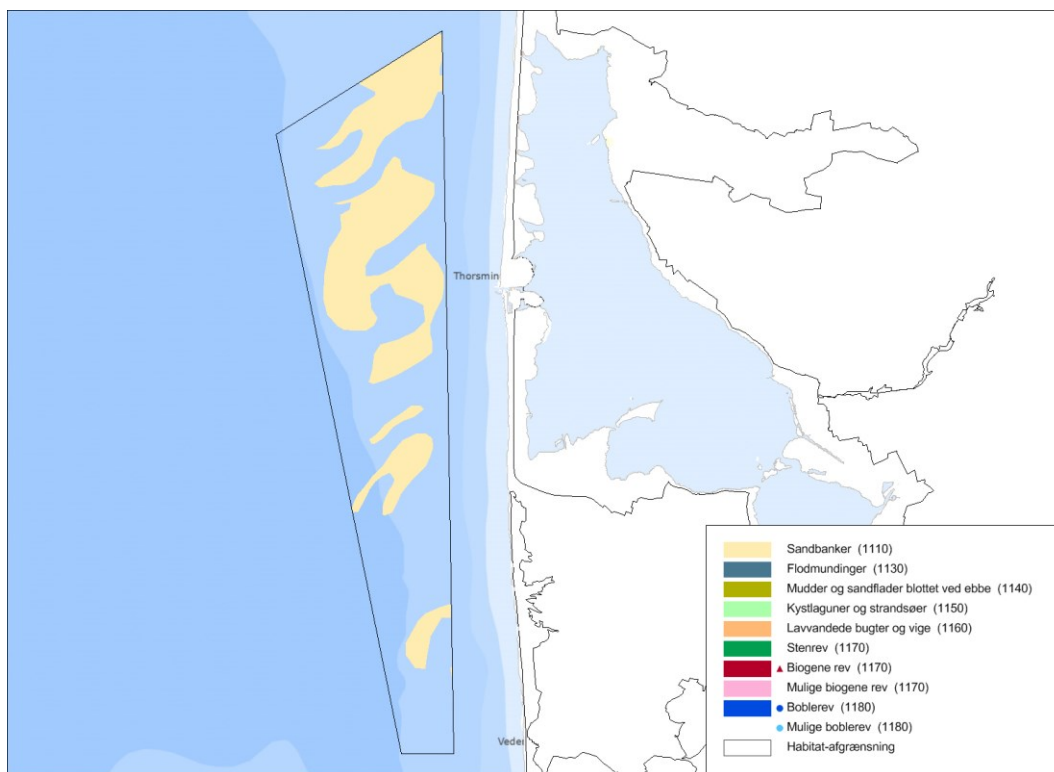 Thorsmin
Veder
Sandbanker (1110)
Flodmundinger (1130)
Mudder og sandflader blottet ved ebbe (1140)
Kystlaguner og strandsøer (1150)
Lavvandede bugter og vige (1160)
Stenrev (1170)
Biogene rev (1170)
Mulige biogene rev (1170)
Boblerev (1180)
Mulige boblerev (1180)
Habitat-afgrænsning